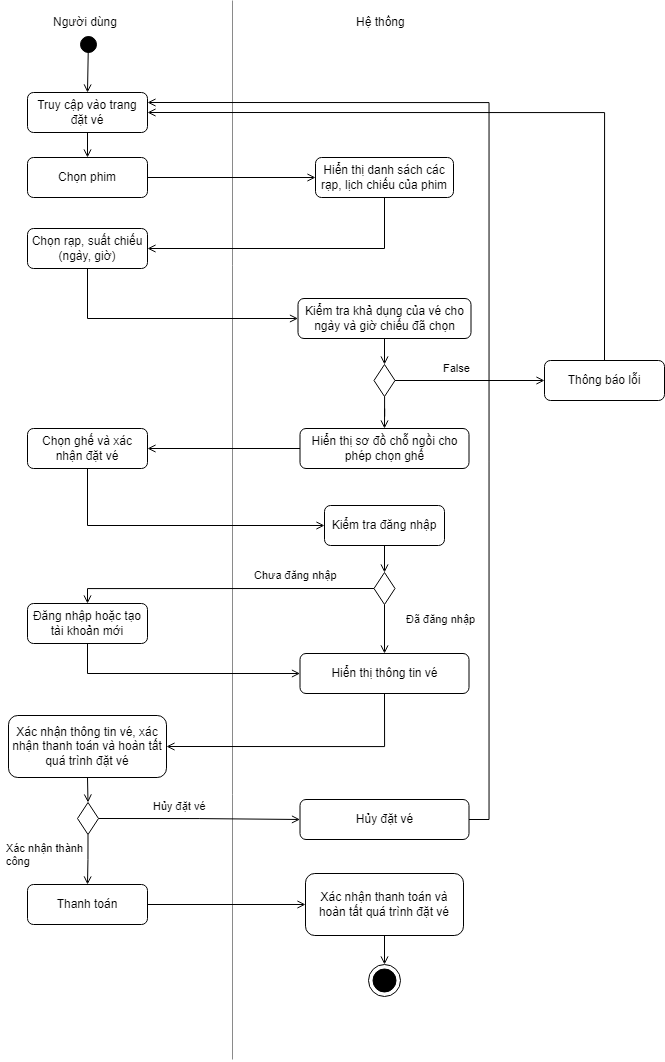 Người dùng
Hệ thống
Truy cập vào trang
đặt vé
Chọn phim
Hiển thị danh sách các
rạp, lịch chiếu của phim
Chọn rạp, suất chiếu
(ngày, giờ)
Kiểm tra khả dụng của vé cho
ngày và giờ chiếu đã chọn
False
Thông báo lỗi
Chọn ghế và xác
nhận đặt vé
Hiển thị sơ đồ chỗ ngồi cho
phép chọn ghế
Kiểm tra đăng nhập
Chưa đăng nhập
Đăng nhập hoặc tạo
tài khoản mới
Đã đăng nhập
Hiển thị thông tin vé
Xác nhận thông tin vé, xác
nhận thanh toán và hoàn tất
quá trình đặt vé
Hủy đặt vé
Hủy đặt vé
Xác nhận thành
công
Thanh toán
Xác nhận thanh toán và
hoàn tất quá trình đặt vé